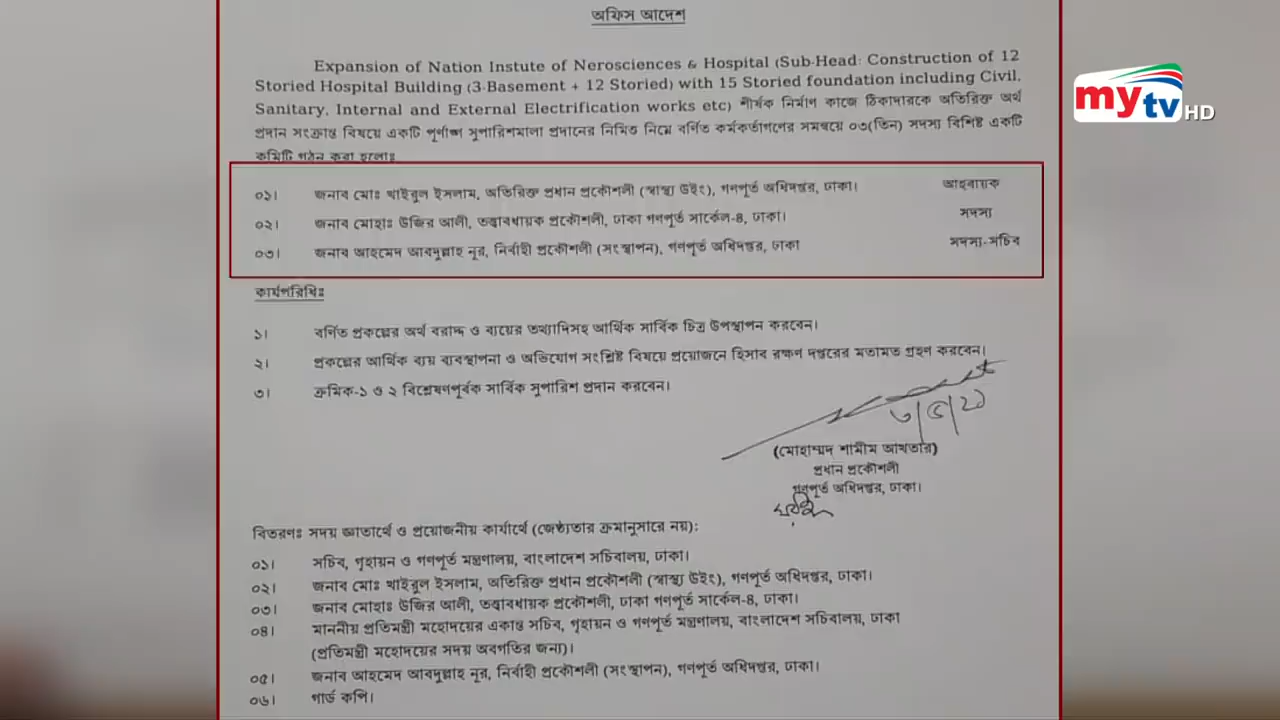 অফিস আদেশ
my tv HD
Expansion of Nation Instute of Nerosciences & Hospital (Sub-Head: Construction of 12
Storied Hospital Building (3-Basement + 12 Storied) with 15 Storied foundation including Civil,
Sanitary, Internal and External Electrification works etc) শীর্ষক নির্মাণ কাজে ঠিকাদারকে অতিরিক্ত অর্থ
প্রদান সংক্রান্ত বিষয়ে একটি পূর্ণাঙ্গ সুপারিশমালা প্রদানের নিমিত্ত নিম্নে বর্ণিত কর্মকর্তাগণের সমন্বয়ে ০৩(তিন) সদস্য বিশিষ্ট একটি
কমিটি গঠন করা হলোঃ
০১। জনাব মোঃ খাইরুল ইসলাম, অতিরিক্ত প্রধান প্রকৌশলী (স্বাস্থ্য উইং), গণপূর্ত অধিদপ্তর, ঢাকা। আহবায়ক
০২। জনাব মোহাঃ উজির আলী, তত্ত্বাবধায়ক প্রকৌশলী, ঢাকা গণপূর্ত সার্কেল-৪, ঢাকা। সদস্য
০৩। জনাব আহমেদ আবদুল্লাহ নূর, নির্বাহী প্রকৌশলী (সংস্থাপন), গণপূর্ত অধিদপ্তর, ঢাকা সদস্য-সচিব
কার্যপরিধিঃ
১। বর্ণিত প্রকল্পের অর্থ বরাদ্দ ও ব্যয়ের তথ্যাদিসহ আর্থিক সার্বিক চিত্র উপস্থাপন করবেন।
২। প্রকল্পের আর্থিক ব্যয় ব্যবস্থাপনা ও অভিযোগ সংশ্লিষ্ট বিষয়ে প্রয়োজনে হিসাব রক্ষণ দপ্তরের মতামত গ্রহণ করবেন।
৩। ক্রমিক-১ ও ২ বিশ্লেষণপূর্বক সার্বিক সুপারিশ প্রদান করবেন।
(মোহাম্মদ শামীম আখতার)
প্রধান প্রকৌশলী
গণপূর্ত অধিদপ্তর, ঢাকা।
বিতরণঃ সদয় জ্ঞাতার্থে ও প্রয়োজনীয় কার্যার্থে (জেষ্ঠ্যতার ক্রমানুসারে নয়):
০১। সচিব, গৃহায়ন ও গণপূর্ত মন্ত্রণালয়, বাংলাদেশ সচিবালয়, ঢাকা।
০২। জনাব মোঃ খাইরুল ইসলাম, অতিরিক্ত প্রধান প্রকৌশলী (স্বাস্থ্য উইং), গণপূর্ত অধিদপ্তর, ঢাকা।
০৩। জনাব মোহাঃ উজির আলী, তত্ত্বাবধায়ক প্রকৌশলী, ঢাকা গণপূর্ত সার্কেল-৪, ঢাকা।
০৪। মাননীয় প্রতিমন্ত্রী মহোদয়ের একান্ত সচিব, গৃহায়ন ও গণপূর্ত মন্ত্রণালয়, বাংলাদেশ সচিবালয়, ঢাকা
(প্রতিমন্ত্রী মহোদয়ের সদয় অবগতির জন্য)।
০৫। জনাব আহমেদ আবদুল্লাহ নূর, নির্বাহী প্রকৌশলী (সংস্থাপন), গণপূর্ত অধিদপ্তর, ঢাকা।
০৬। গার্ড কপি।